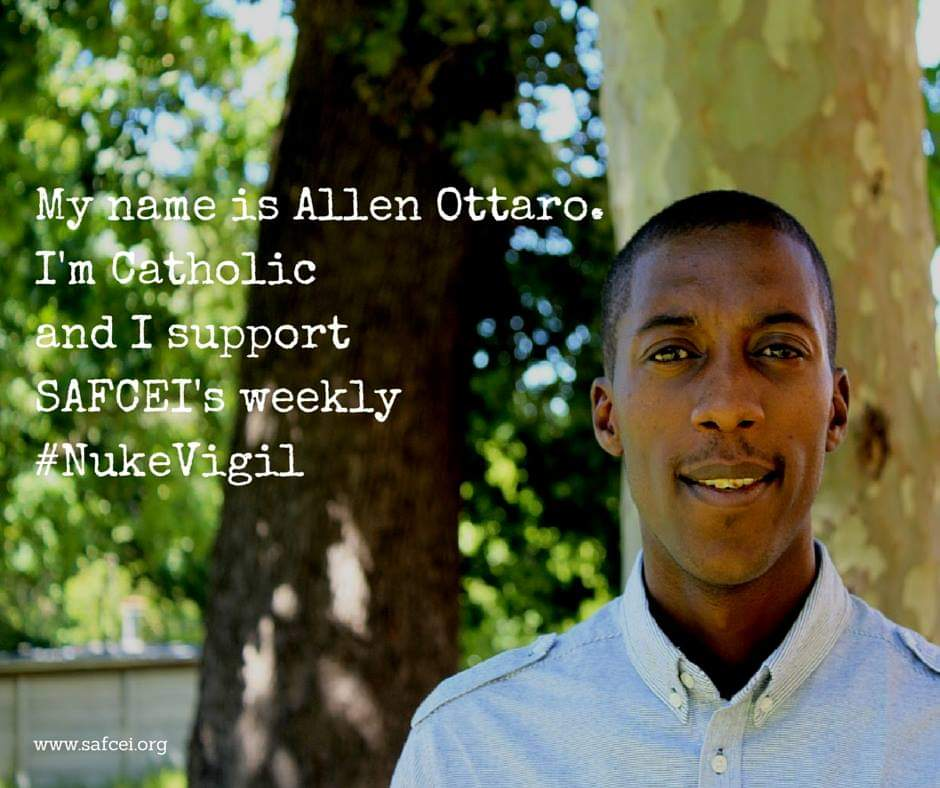 My name is Allen Ottaro.
I'm Catholic
and I support
SAFCEI's weekly
#NukeVigil
www.safcei.org